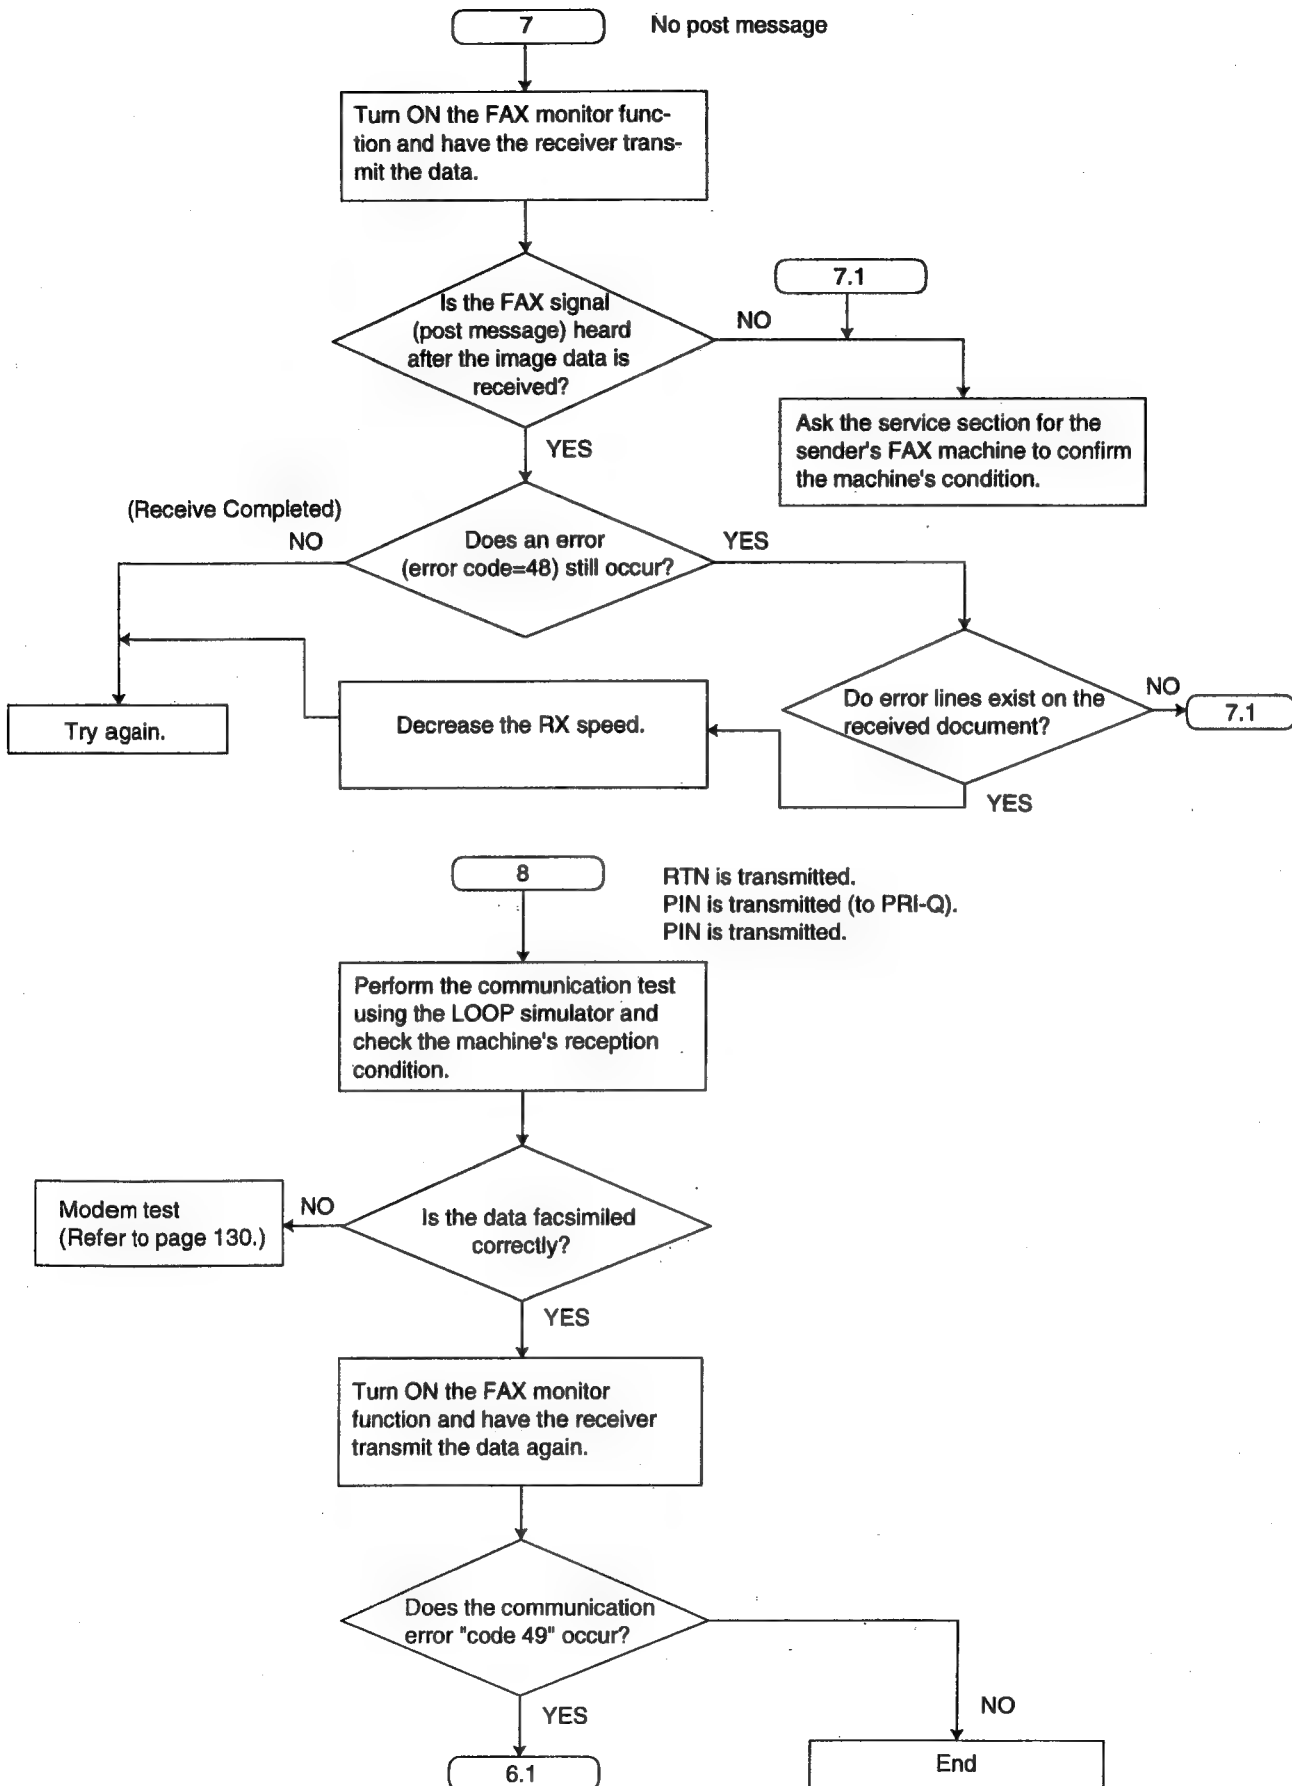 7
No post message
Turn ON the FAX monitor func-
tion and have the receiver trans-
mit the data.
Is the FAX signal
(post message) heard
after the image data is
received?
NO
7.1
Ask the service section for the
sender's FAX machine to confirm
the machine's condition.
YES
(Receive Completed)
NO
Does an error
(error code=48) still occur?
YES
Do error lines exist on the
received document?
NO
7.1
YES
Decrease the RX speed.
Try again.
8
RTN is transmitted.
PIN is transmitted (to PRI-Q).
PIN is transmitted.
Perform the communication test
using the LOOP simulator and
check the machine's reception
condition.
Is the data facsimiled
correctly?
NO
Modem test
(Refer to page 130.)
YES
Turn ON the FAX monitor
function and have the receiver
transmit the data again.
Does the communication
error "code 49" occur?
YES
6.1
NO
End